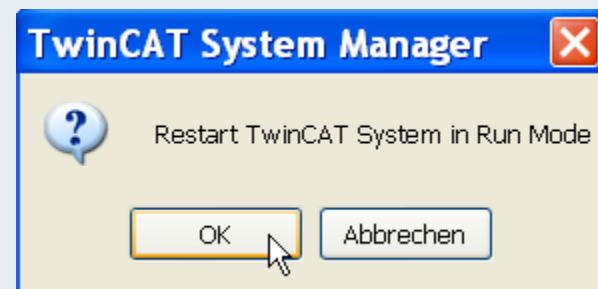 TwinCAT System Manager
Restart TwinCAT System in Run Mode
OK
Abbrechen